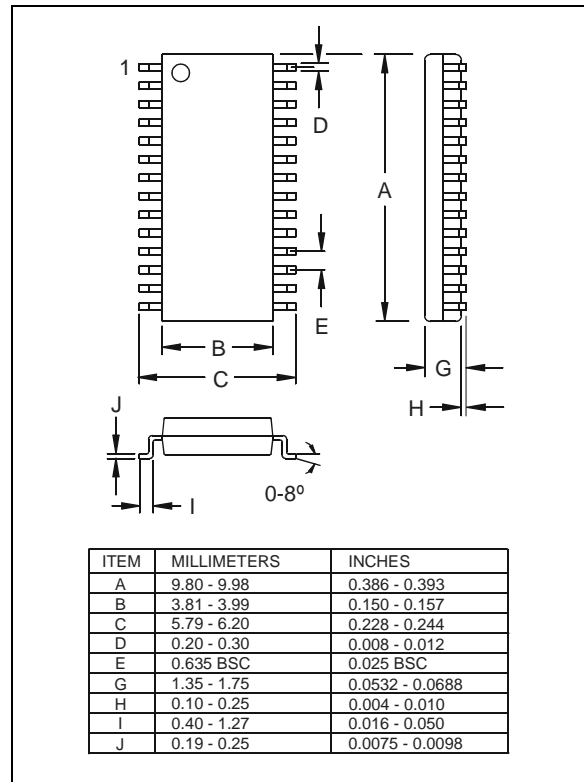 1
D
A
E
B
G
C
H
J
I
0-8º
ITEM MILLIMETERS INCHES
A 9.80 - 9.98 0.386 - 0.393
B 3.81 - 3.99 0.150 - 0.157
C 5.79 - 6.20 0.228 - 0.244
D 0.20 - 0.30 0.008 - 0.012
E 0.635 BSC 0.025 BSC
G 1.35 - 1.75 0.0532 - 0.0688
H 0.10 - 0.25 0.004 - 0.010
I 0.40 - 1.27 0.016 - 0.050
J 0.19 - 0.25 0.0075 - 0.0098